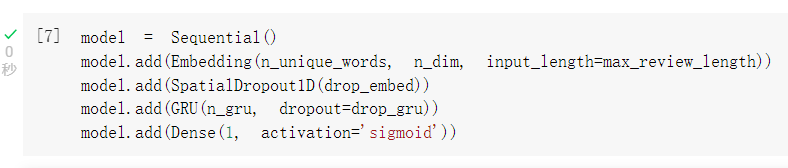 [7] model = Sequential()
model.add(Embedding(n_unique_words, n_dim, input_length=max_review_length))
model.add(SpatialDropout1D(drop_embed))
model.add(GRU(n_gru, dropout=drop_gru))
model.add(Dense(1, activation='sigmoid'))
0
秒